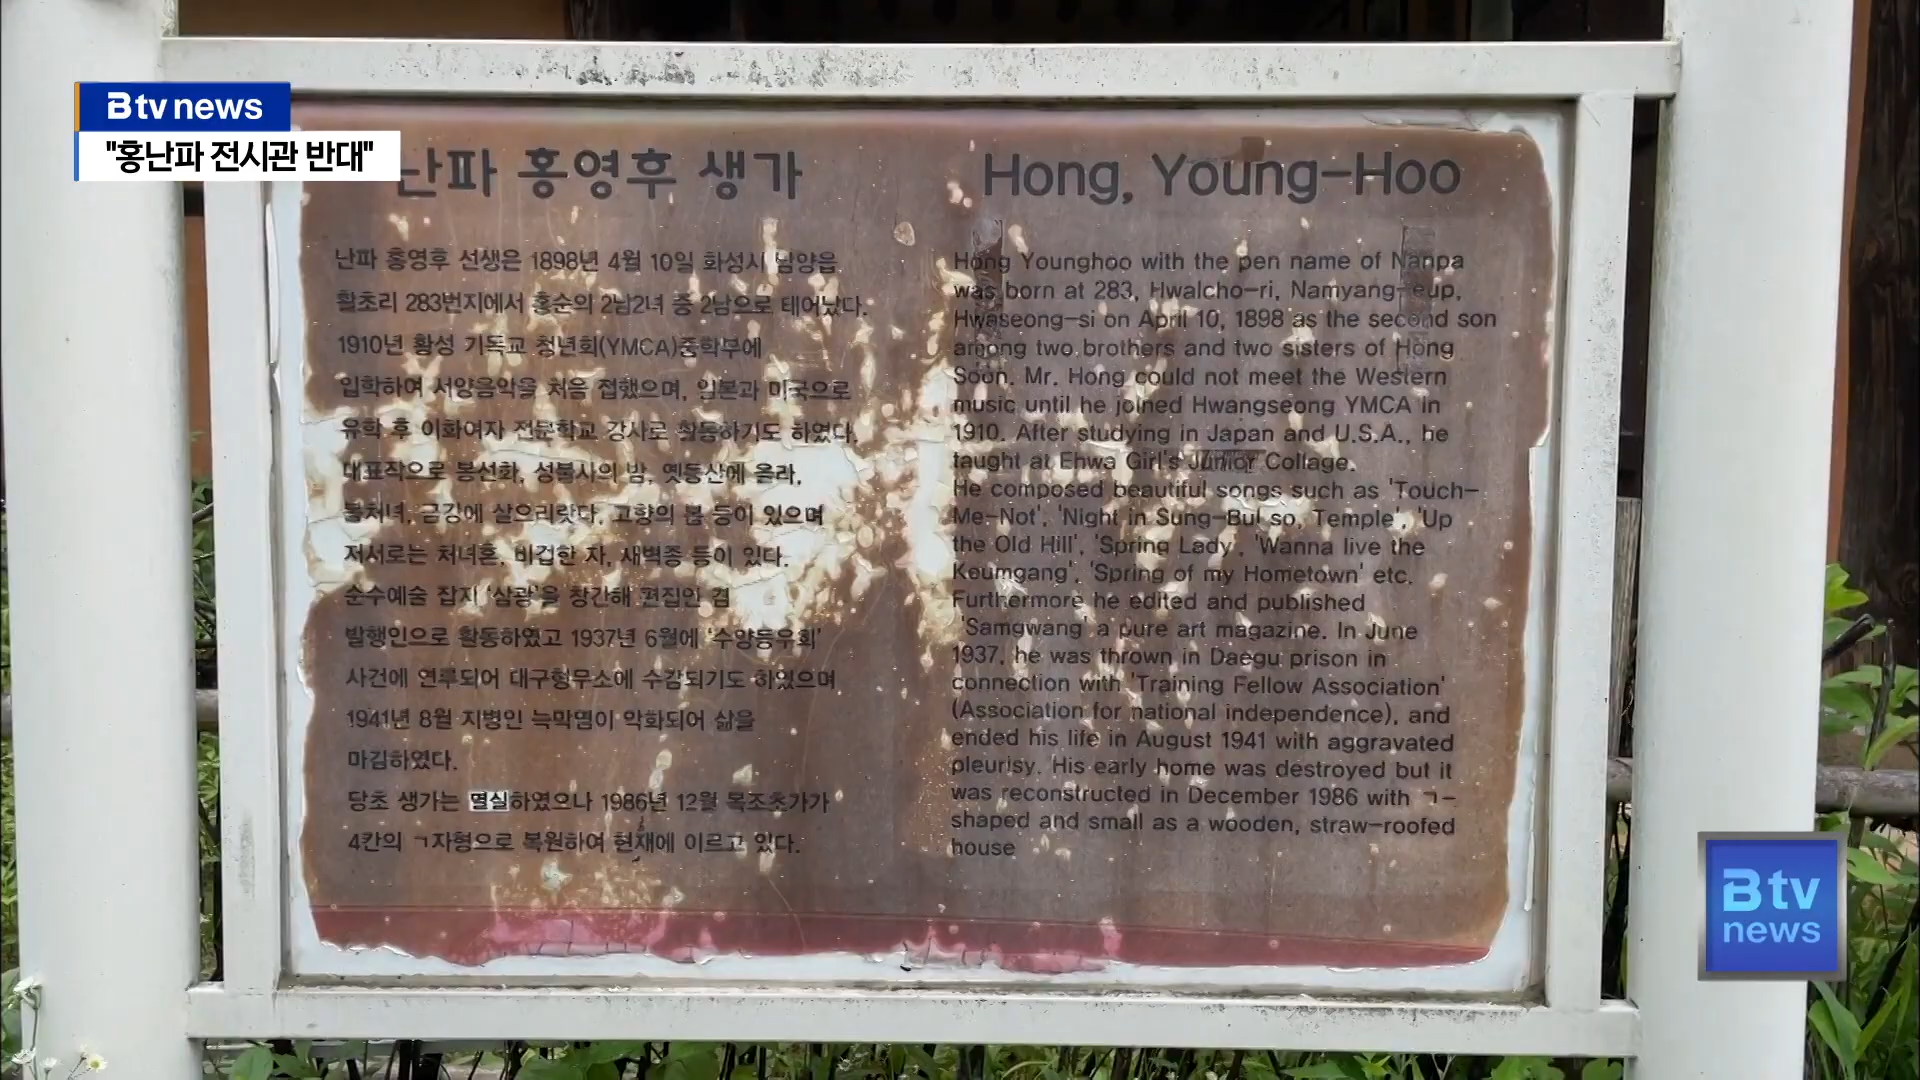 B tv news
"홍난파 전시관 반대"
난파 홍영후 생가
난파 홍영후 선생은 1898년 4월 10일 화성시 남양읍
활초리 283번지에서 홍순의 2남2녀 중 2남으로 태어났다.
1910년 황성 기독교 청년회(YMCA)중학부에
입학하여 서양음악을 처음 접했으며, 일본과 미국으로
유학 후 이화여자 전문학교 강사로 활동하기도 하였다.
대표작으로 봉선화, 성불사의 밤, 옛동산에 올라,
봄처녀, 금강에 살으리랏다, 고향의 봄 등이 있으며
저서로는 처녀혼, 비겁한 자, 새벽종 등이 있다.
순수예술 잡지 '삼광'을 창간해 편집인 겸
발행인으로 활동하였고 1937년 6월에 '수양동우회'
사건에 연루되어 대구형무소에 수감되기도 하였으며
1941년 8월 지병인 늑막염이 악화되어 삶을
마감하였다.
당초 생가는 멸실하였으나 1986년 12월 목조초가가
4칸의 ㄱ자형으로 복원하여 현재에 이르고 있다.
Hong, Young-Hoo
Hong Younghoo with the pen name of Nanpa
was born at 283, Hwalcho-ri, Namyang-eup,
Hwaseong-si on April 10, 1898 as the second son
among two brothers and two sisters of Hong
Soon. Mr. Hong could not meet the Western
music until he joined Hwangseong YMCA in
1910. After studying in Japan and U.S.A., he
taught at Ehwa Girl's Junior Collage.
He composed beautiful songs such as 'Touch-
Me-Not', 'Night in Sung-Bul so, Temple', 'Up
the Old Hill', 'Spring Lady', 'Wanna live the
Keumgang', 'Spring of my Hometown' etc.
Furthermore he edited and published
'Samgwang' a pure art magazine. In June
1937, he was thrown in Daegu prison in
connection with 'Training Fellow Association'
(Association for national independence), and
ended his life in August 1941 with aggravated
pleurisy. His early home was destroyed but it
was reconstructed in December 1986 with ㄱ-
shaped and small as a wooden, straw-roofed
house
B tv
news